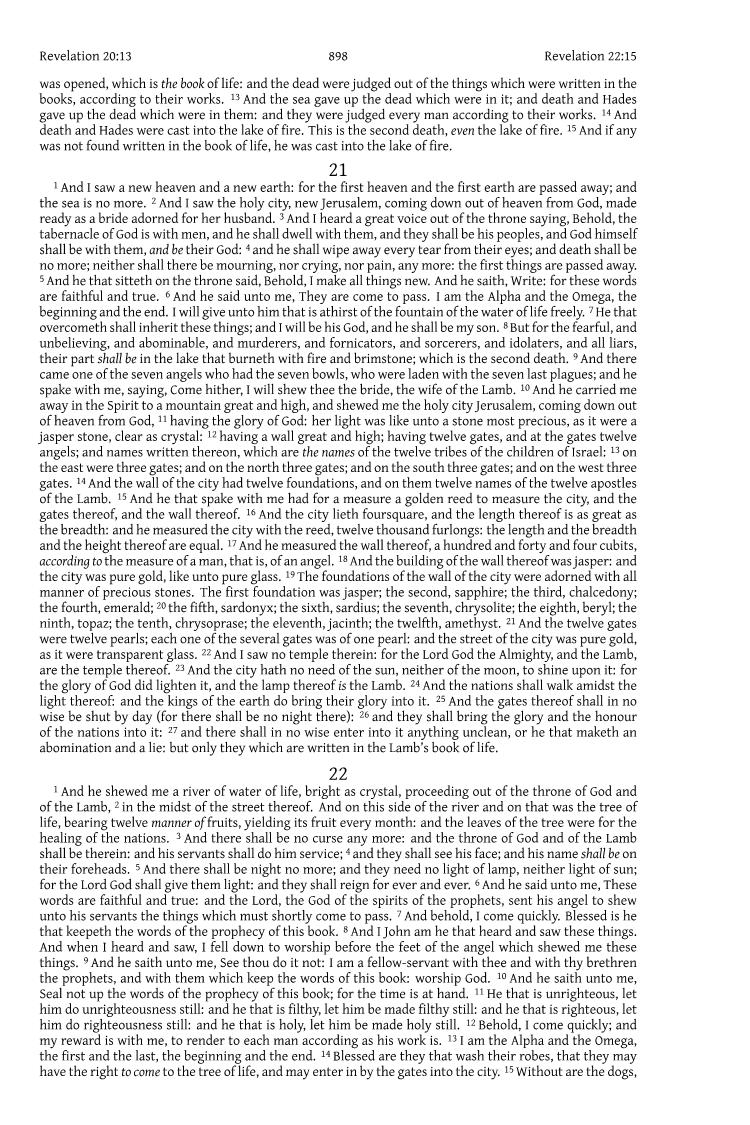 Revelation 20:13 898 Revelation 22:15
was opened, which is the book of life: and the dead were judged out of the things which were written in the
books, according to their works. 13 And the sea gave up the dead which were in it; and death and Hades
gave up the dead which were in them: and they were judged every man according to their works. 14 And
death and Hades were cast into the lake of fire. This is the second death, even the lake of fire. 15 And if any
was not found written in the book of life, he was cast into the lake of fire.
21
1 And I saw a new heaven and a new earth: for the first heaven and the first earth are passed away; and
the sea is no more. 2 And I saw the holy city, new Jerusalem, coming down out of heaven from God, made
ready as a bride adorned for her husband. 3 And I heard a great voice out of the throne saying, Behold, the
tabernacle of God is with men, and he shall dwell with them, and they shall be his peoples, and God himself
shall be with them, and be their God: 4 and he shall wipe away every tear from their eyes; and death shall be
no more; neither shall there be mourning, nor crying, nor pain, any more: the first things are passed away.
5 And he that sitteth on the throne said, Behold, I make all things new. And he saith, Write: for these words
are faithful and true. 6 And he said unto me, They are come to pass. I am the Alpha and the Omega, the
beginning and the end. I will give unto him that is athirst of the fountain of the water of life freely. 7 He that
overcometh shall inherit these things; and I will be his God, and he shall be my son. 8 But for the fearful, and
unbelieving, and abominable, and murderers, and fornicators, and sorcerers, and idolaters, and all liars,
their part shall be in the lake that burneth with fire and brimstone; which is the second death. 9 And there
came one of the seven angels who had the seven bowls, who were laden with the seven last plagues; and he
spake with me, saying, Come hither, I will shew thee the bride, the wife of the Lamb. 10 And he carried me
away in the Spirit to a mountain great and high, and shewed me the holy city Jerusalem, coming down out
of heaven from God, 11 having the glory of God: her light was like unto a stone most precious, as it were a
jasper stone, clear as crystal: 12 having a wall great and high; having twelve gates, and at the gates twelve
angels; and names written thereon, which are the names of the twelve tribes of the children of Israel: 13 on
the east were three gates; and on the north three gates; and on the south three gates; and on the west three
gates. 14 And the wall of the city had twelve foundations, and on them twelve names of the twelve apostles
of the Lamb. 15 And he that spake with me had for a measure a golden reed to measure the city, and the
gates thereof, and the wall thereof. 16 And the city lieth foursquare, and the length thereof is as great as
the breadth: and he measured the city with the reed, twelve thousand furlongs: the length and the breadth
and the height thereof are equal. 17 And he measured the wall thereof, a hundred and forty and four cubits,
according to the measure of a man, that is, of an angel. 18 And the building of the wall thereof was jasper: and
the city was pure gold, like unto pure glass. 19 The foundations of the wall of the city were adorned with all
manner of precious stones. The first foundation was jasper; the second, sapphire; the third, chalcedony;
the fourth, emerald; 20 the fifth, sardonyx; the sixth, sardius; the seventh, chrysolite; the eighth, beryl; the
ninth, topaz; the tenth, chrysoprase; the eleventh, jacinth; the twelfth, amethyst. 21 And the twelve gates
were twelve pearls; each one of the several gates was of one pearl: and the street of the city was pure gold,
as it were transparent glass. 22 And I saw no temple therein: for the Lord God the Almighty, and the Lamb,
are the temple thereof. 23 And the city hath no need of the sun, neither of the moon, to shine upon it: for
the glory of God did lighten it, and the lamp thereof is the Lamb. 24 And the nations shall walk amidst the
light thereof: and the kings of the earth do bring their glory into it. 25 And the gates thereof shall in no
wise be shut by day (for there shall be no night there): 26 and they shall bring the glory and the honour
of the nations into it: 27 and there shall in no wise enter into it anything unclean, or he that maketh an
abomination and a lie: but only they which are written in the Lamb's book of life.
22
1 And he shewed me a river of water of life, bright as crystal, proceeding out of the throne of God and
of the Lamb, 2 in the midst of the street thereof. And on this side of the river and on that was the tree of
life, bearing twelve manner of fruits, yielding its fruit every month: and the leaves of the tree were for the
healing of the nations. 3 And there shall be no curse any more: and the throne of God and of the Lamb
shall be therein: and his servants shall do him service; 4 and they shall see his face; and his name shall be on
their foreheads. 5 And there shall be night no more; and they need no light of lamp, neither light of sun;
for the Lord God shall give them light: and they shall reign for ever and ever. 6 And he said unto me, These
words are faithful and true: and the Lord, the God of the spirits of the prophets, sent his angel to shew
unto his servants the things which must shortly come to pass. 7 And behold, I come quickly. Blessed is he
that keepeth the words of the prophecy of this book. 8 And I John am he that heard and saw these things.
And when I heard and saw, I fell down to worship before the feet of the angel which shewed me these
things. 9 And he saith unto me, See thou do it not: I am a fellow-servant with thee and with thy brethren
the prophets, and with them which keep the words of this book: worship God. 10 And he saith unto me,
Seal not up the words of the prophecy of this book; for the time is at hand. 11 He that is unrighteous, let
him do unrighteousness still: and he that is filthy, let him be made filthy still: and he that is righteous, let
him do righteousness still: and he that is holy, let him be made holy still. 12 Behold, I come quickly; and
my reward is with me, to render to each man according as his work is. 13 I am the Alpha and the Omega,
the first and the last, the beginning and the end. 14 Blessed are they that wash their robes, that they may
have the right to come to the tree of life, and may enter in by the gates into the city. 15 Without are the dogs,